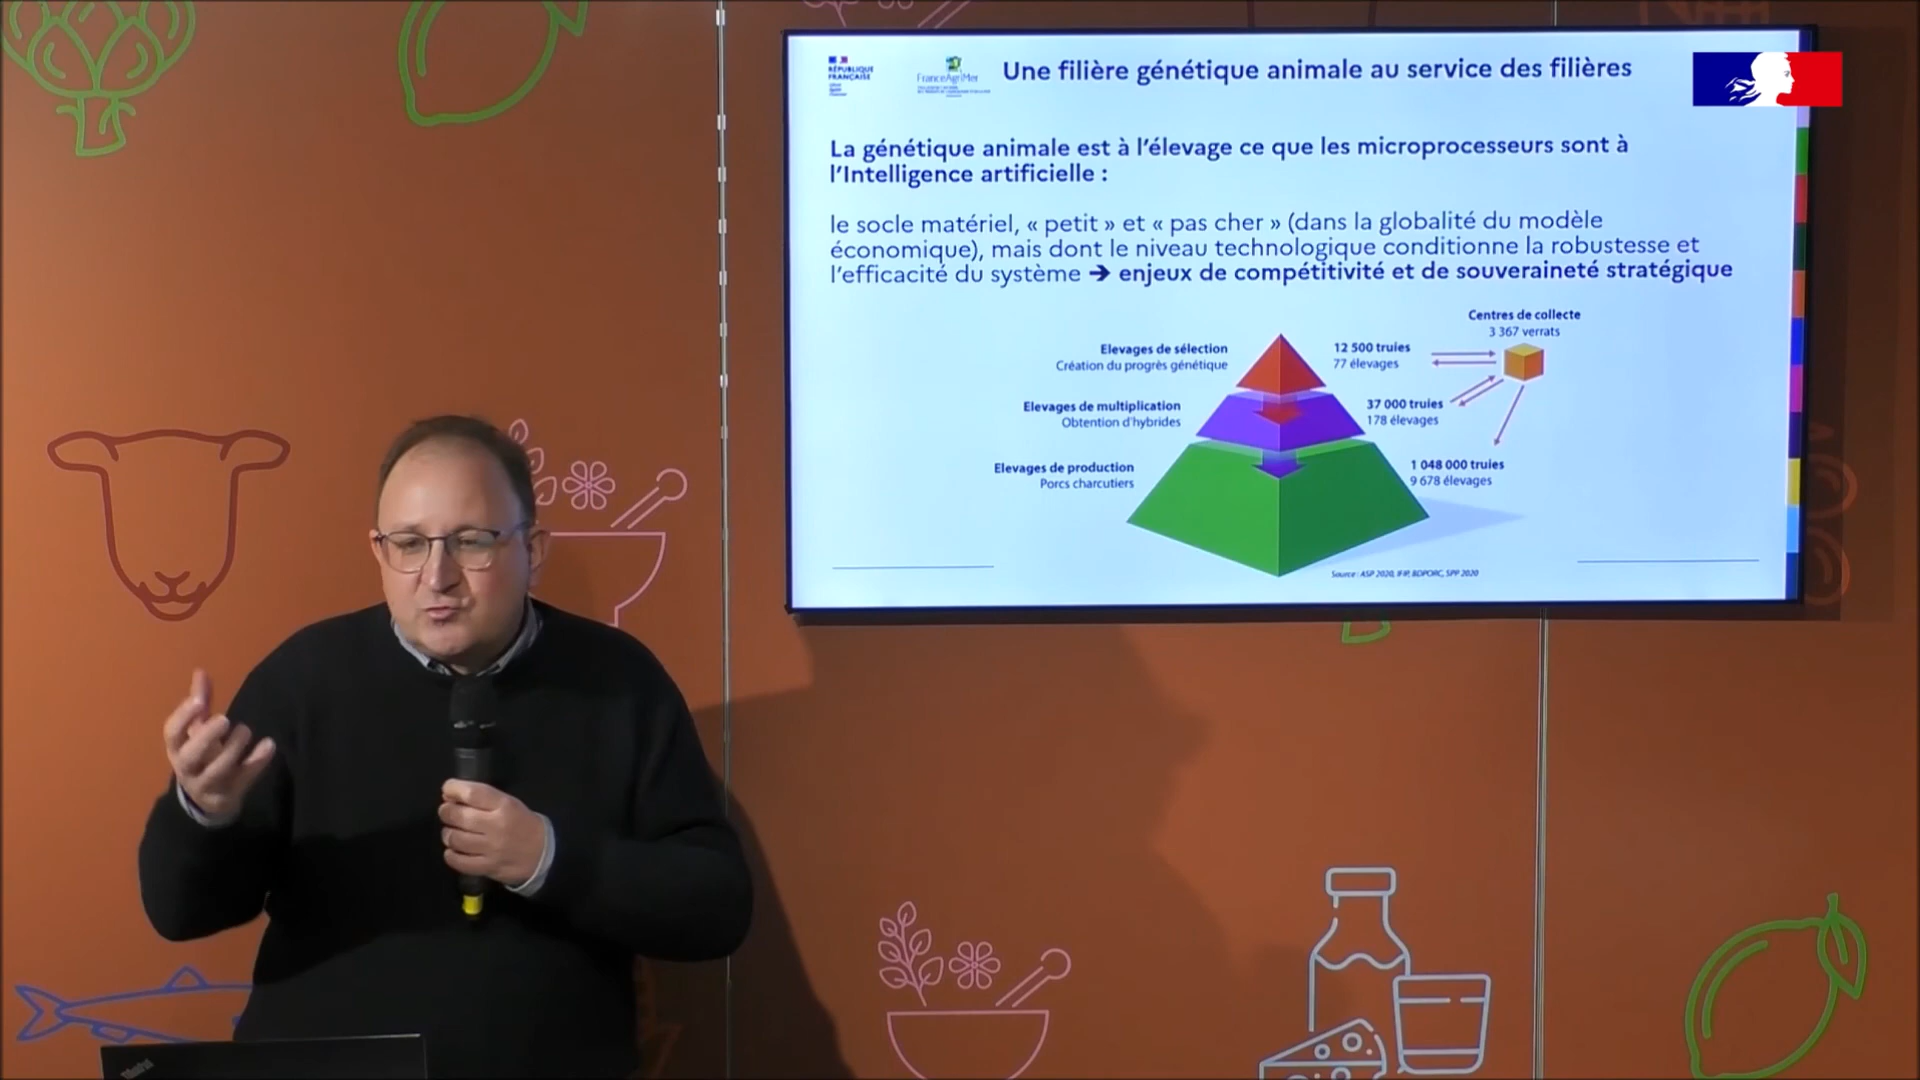 RÉPUBLIQUE
FRANÇAISE
FranceAgriMer
Une filière génétique animale au service des filières
La génétique animale est à l'élevage ce que les microprocesseurs sont à
l'Intelligence artificielle :
le socle matériel, « petit » et « pas cher » (dans la globalité du modèle
économique), mais dont le niveau technologique conditionne la robustesse et
l'efficacité du système ➔ enjeux de compétitivité et de souveraineté stratégique
Centres de collecte
3 367 verrats
Elevages de sélection
Création du progrès génétique
12 500 truies
77 élevages
Elevages de multiplication
Obtention d'hybrides
37 000 truies
178 élevages
Elevages de production
Porcs charcutiers
1 048 000 truies
9 678 élevages
Source : ASP 2020, IFIP, BDPORC, SPP 2020
ThinkPad